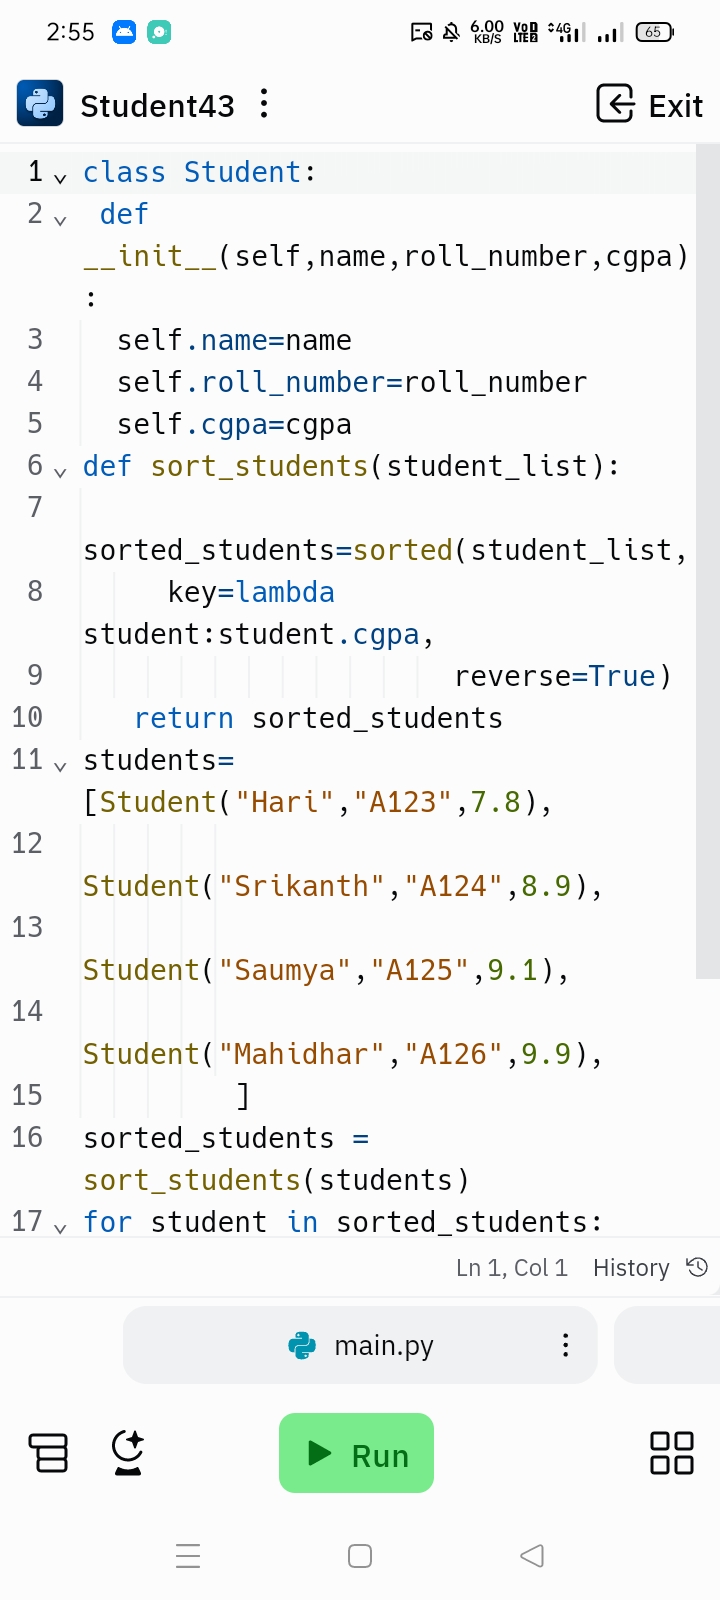 2:55
6.00
KB/S
Vo 1
LTE 2
4G
65
Student43
Exit
1 class Student:
2 def
__init__(self,name,roll_number,cgpa)
:
3 self.name=name
4 self.roll_number=roll_number
5 self.cgpa=cgpa
6 def sort_students(student_list):
7
sorted_students=sorted(student_list,
8 key=lambda
student:student.cgpa,
9 reverse=True)
10 return sorted_students
11 students=
[Student("Hari","A123",7.8),
12
Student("Srikanth","A124",8.9),
13
Student("Saumya","A125",9.1),
14
Student("Mahidhar","A126",9.9),
15 ]
16 sorted_students =
sort_students(students)
17 for student in sorted_students:
Ln 1, Col 1 History
main.py
Run